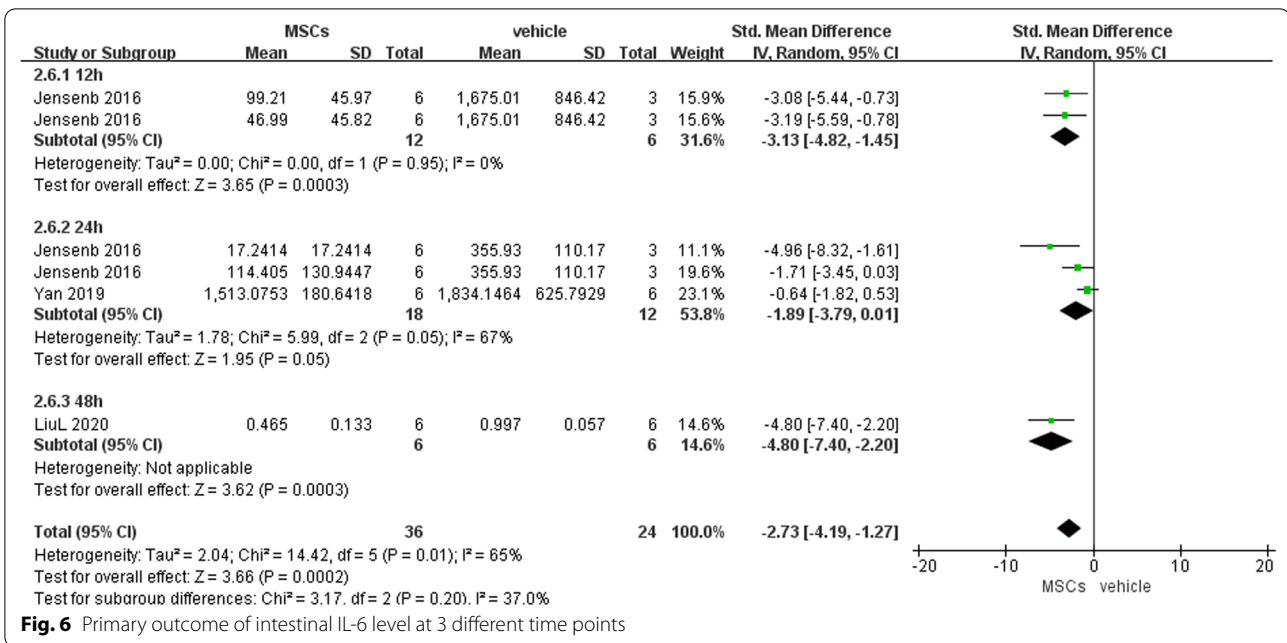 MSCs vehicle Std. Mean Difference Std. Mean Difference
Study or Subgroup Mean SD Total Mean SD Total Weight IV, Random, 95% CI IV, Random, 95% CI
2.6.1 12h
Jensenb 2016 99.21 45.97 6 1,675.01 846.42 3 15.9% -3.08 [-5.44, -0.73]
Jensenb 2016 46.99 45.82 6 1,675.01 846.42 3 15.6% -3.19 [-5.59, -0.78]
Subtotal (95% CI) 12 6 31.6% -3.13 [-4.82, -1.45]
Heterogeneity: Tau² = 0.00; Chi² = 0.00, df = 1 (P = 0.95); I² = 0%
Test for overall effect: Z = 3.65 (P = 0.0003)
2.6.2 24h
Jensenb 2016 17.2414 17.2414 6 355.93 110.17 3 11.1% -4.96 [-8.32, -1.61]
Jensenb 2016 114.405 130.9447 6 355.93 110.17 3 19.6% -1.71 [-3.45, 0.03]
Yan 2019 1,513.0753 180.6418 6 1,834.1464 625.7929 6 23.1% -0.64 [-1.82, 0.53]
Subtotal (95% CI) 18 12 53.8% -1.89 [-3.79, 0.01]
Heterogeneity: Tau² = 1.78; Chi² = 5.99, df = 2 (P = 0.05); I² = 67%
Test for overall effect: Z = 1.95 (P = 0.05)
2.6.3 48h
LiuL 2020 0.465 0.133 6 0.997 0.057 6 14.6% -4.80 [-7.40, -2.20]
Subtotal (95% CI) 6 6 14.6% -4.80 [-7.40, -2.20]
Heterogeneity: Not applicable
Test for overall effect: Z = 3.62 (P = 0.0003)
Total (95% CI) 36 24 100.0% -2.73 [-4.19, -1.27]
Heterogeneity: Tau² = 2.04; Chi² = 14.42, df = 5 (P = 0.01); I² = 65%
Test for overall effect: Z = 3.66 (P = 0.0002)
Test for subgroup differences: Chi² = 3.17, df = 2 (P = 0.20), I² = 37.0%
-20 -10 0 10 20
MSCs vehicle
Fig. 6 Primary outcome of intestinal IL-6 level at 3 different time points